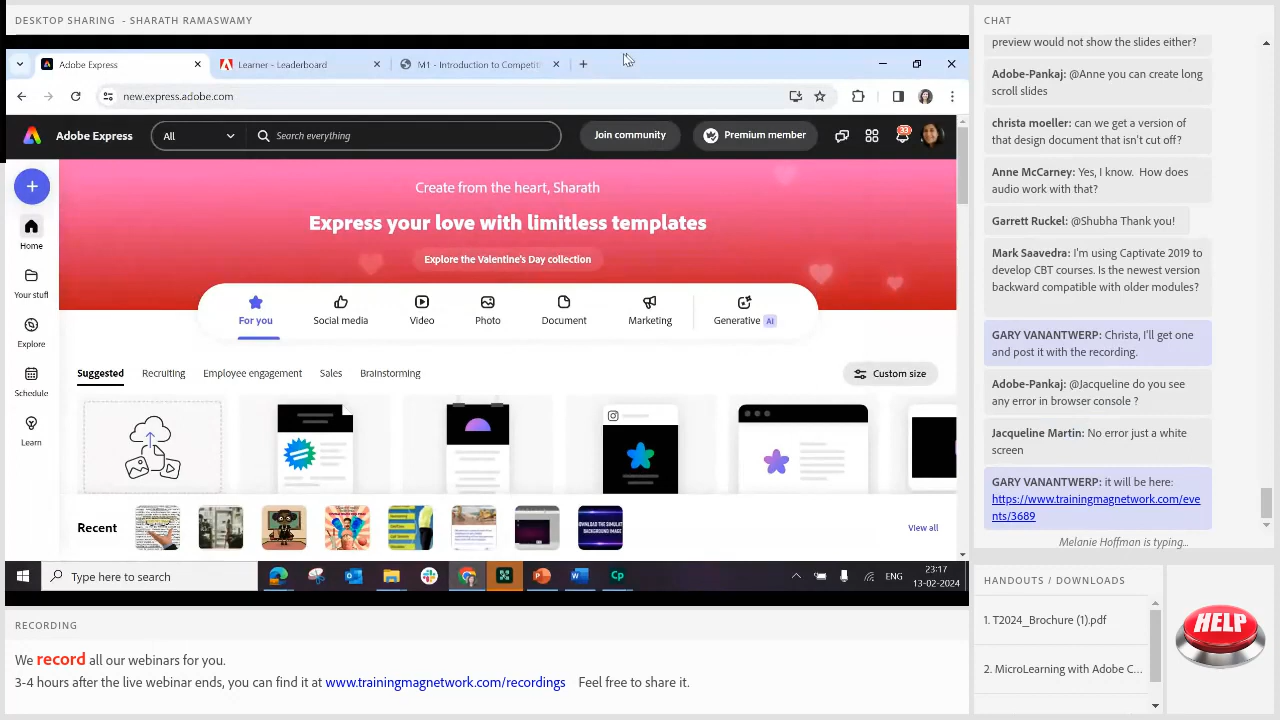 DESKTOP SHARING - SHARATH RAMASWAMY
Adobe Express
Learner - Leaderboard
M1 - Introduction to Competit
new.express.adobe.com
Adobe Express
All
Search everything
Join community
Premium member
33
Create from the heart, Sharath
Express your love with limitless templates
Explore the Valentine's Day collection
Home
Your stuff
Explore
Schedule
Learn
For you
Social media
Video
Photo
Document
Marketing
Generative AI
Suggested
Recruiting
Employee engagement
Sales
Brainstorming
Custom size
Recent
View all
Type here to search
ENG
23:17
13-02-2024
RECORDING
We record all our webinars for you.
3-4 hours after the live webinar ends, you can find it at www.trainingmagnetwork.com/recordings Feel free to share it.
CHAT
preview would not show the slides either?
Adobe-Pankaj: @Anne you can create long
scroll slides
christa moeller: can we get a version of
that design document that isn't cut off?
Anne McCarney: Yes, I know. How does
audio work with that?
Garrett Ruckel: @Shubha Thank you!
Mark Saavedra: I'm using Captivate 2019 to
develop CBT courses. Is the newest version
backward compatible with older modules?
GARY VANANTWERP: Christa, I'll get one
and post it with the recording.
Adobe-Pankaj: @Jacqueline do you see
any error in browser console ?
Jacqueline Martin: No error just a white
screen
GARY VANANTWERP: it will be here:
https://www.trainingmagnetwork.com/eve
nts/3689
Melanie Hoffman is typing...
HANDOUTS / DOWNLOADS
1. T2024_Brochure (1).pdf
2. MicroLearning with Adobe C...
HELP